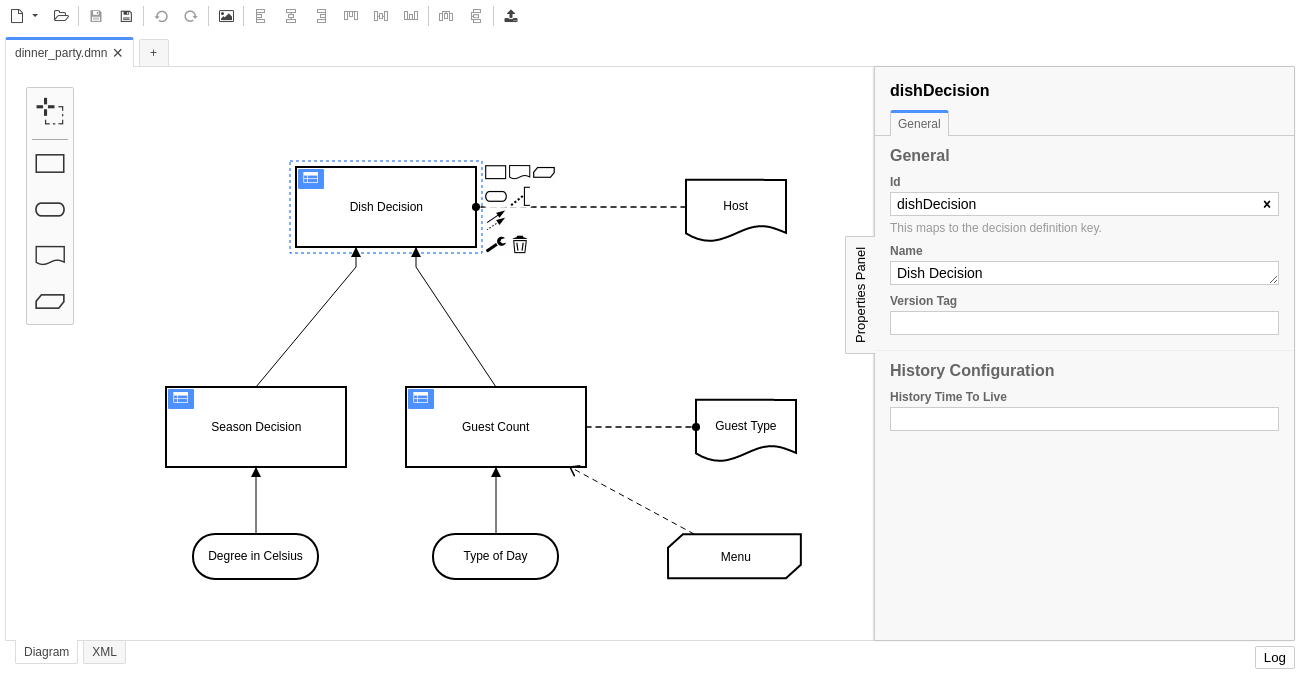 dinner_party.dmn
+
Dish Decision
Host
Season Decision
Guest Count
Guest Type
Degree in Celsius
Type of Day
Menu
Properties Panel
dishDecision
General
General
Id
dishDecision
This maps to the decision definition key.
Name
Dish Decision
Version Tag
History Configuration
History Time To Live
Diagram
XML
Log